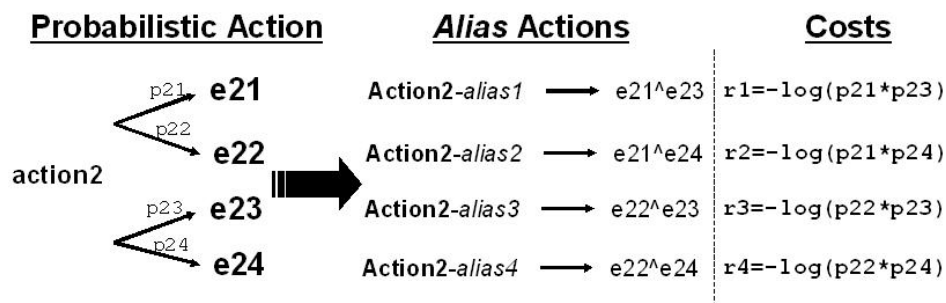 Probabilistic Action Alias Actions Costs
p21 e21 Action2-alias1 e21^e23 r1=-log(p21*p23)
p22
e22 Action2-alias2 e21^e24 r2=-log(p21*p24)
action2
p23 e23 Action2-alias3 e22^e23 r3=-log(p22*p23)
p24
e24 Action2-alias4 e22^e24 r4=-log(p22*p24)